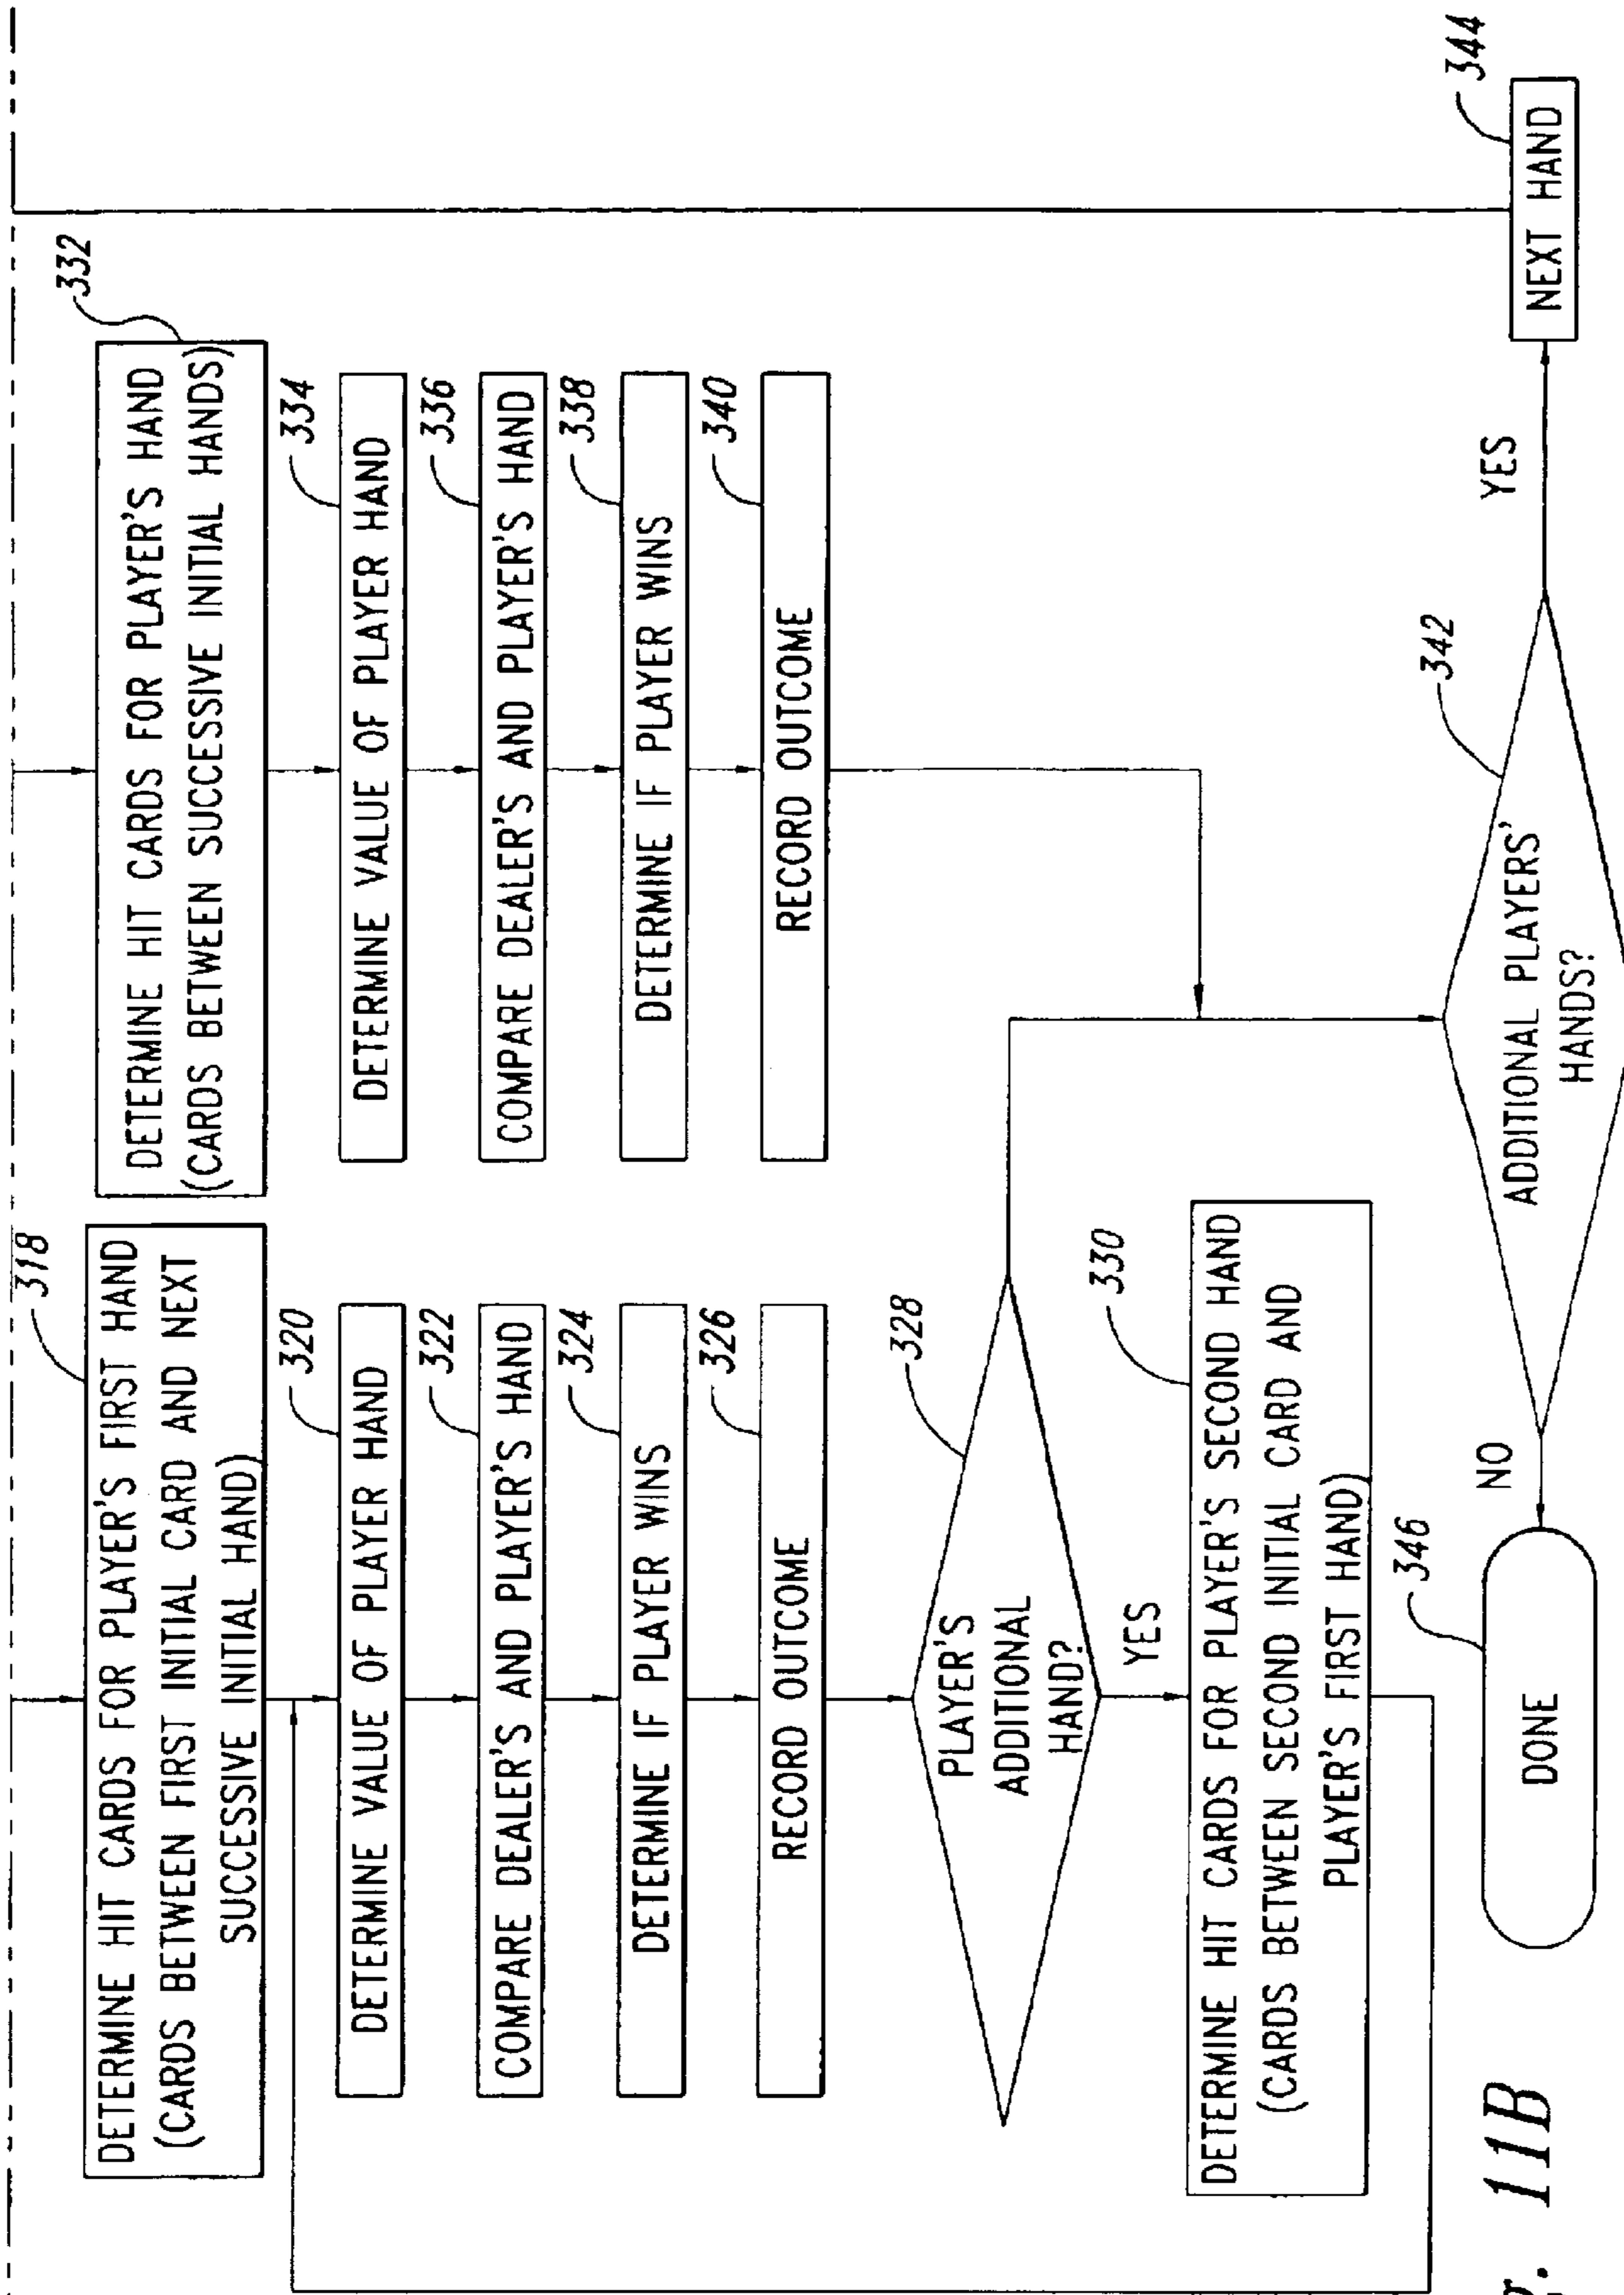 318
DETERMINE HIT CARDS FOR PLAYER'S FIRST HAND
(CARDS BETWEEN FIRST INITIAL CARD AND NEXT
SUCCESSIVE INITIAL HAND)
320
DETERMINE VALUE OF PLAYER HAND
322
COMPARE DEALER'S AND PLAYER'S HAND
324
DETERMINE IF PLAYER WINS
326
RECORD OUTCOME
328
PLAYER'S
ADDITIONAL
HAND?
YES
330
DETERMINE HIT CARDS FOR PLAYER'S SECOND HAND
(CARDS BETWEEN SECOND INITIAL CARD AND
PLAYER'S FIRST HAND)
332
DETERMINE HIT CARDS FOR PLAYER'S HAND
(CARDS BETWEEN SUCCESSIVE INITIAL HANDS)
334
DETERMINE VALUE OF PLAYER HAND
336
COMPARE DEALER'S AND PLAYER'S HAND
338
DETERMINE IF PLAYER WINS
340
RECORD OUTCOME
342
ADDITIONAL PLAYERS'
HANDS?
YES
344
NEXT HAND
NO
346
DONE
11B